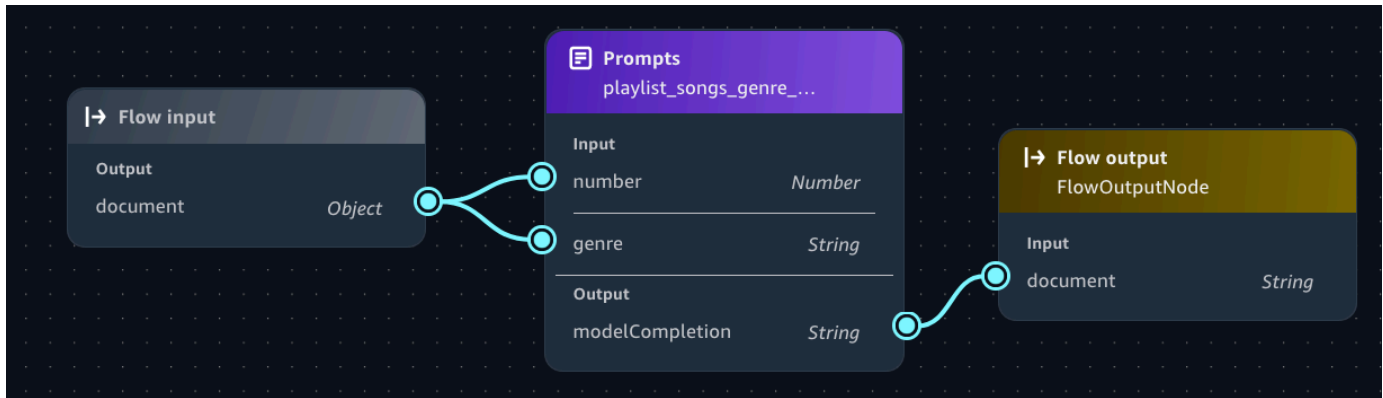 Flow input
Output
document Object
Prompts
playlist_songs_genre_...
Input
number Number
genre String
Output
modelCompletion String
Flow output
FlowOutputNode
Input
document String